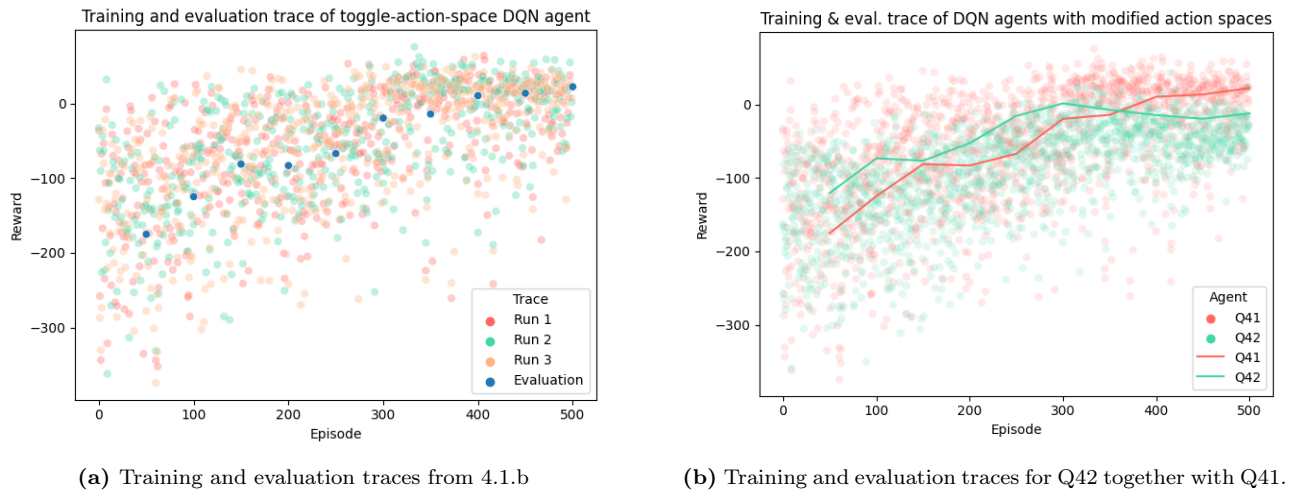 Training and evaluation trace of toggle-action-space DQN agent
Reward
0
−100
−200
−300
Trace
Run 1
Run 2
Run 3
Evaluation
0 100 200 300 400 500
Episode
(a) Training and evaluation traces from 4.1.b
Training & eval. trace of DQN agents with modified action spaces
Reward
0
−100
−200
−300
Agent
Q41
Q42
Q41
Q42
0 100 200 300 400 500
Episode
(b) Training and evaluation traces for Q42 together with Q41.